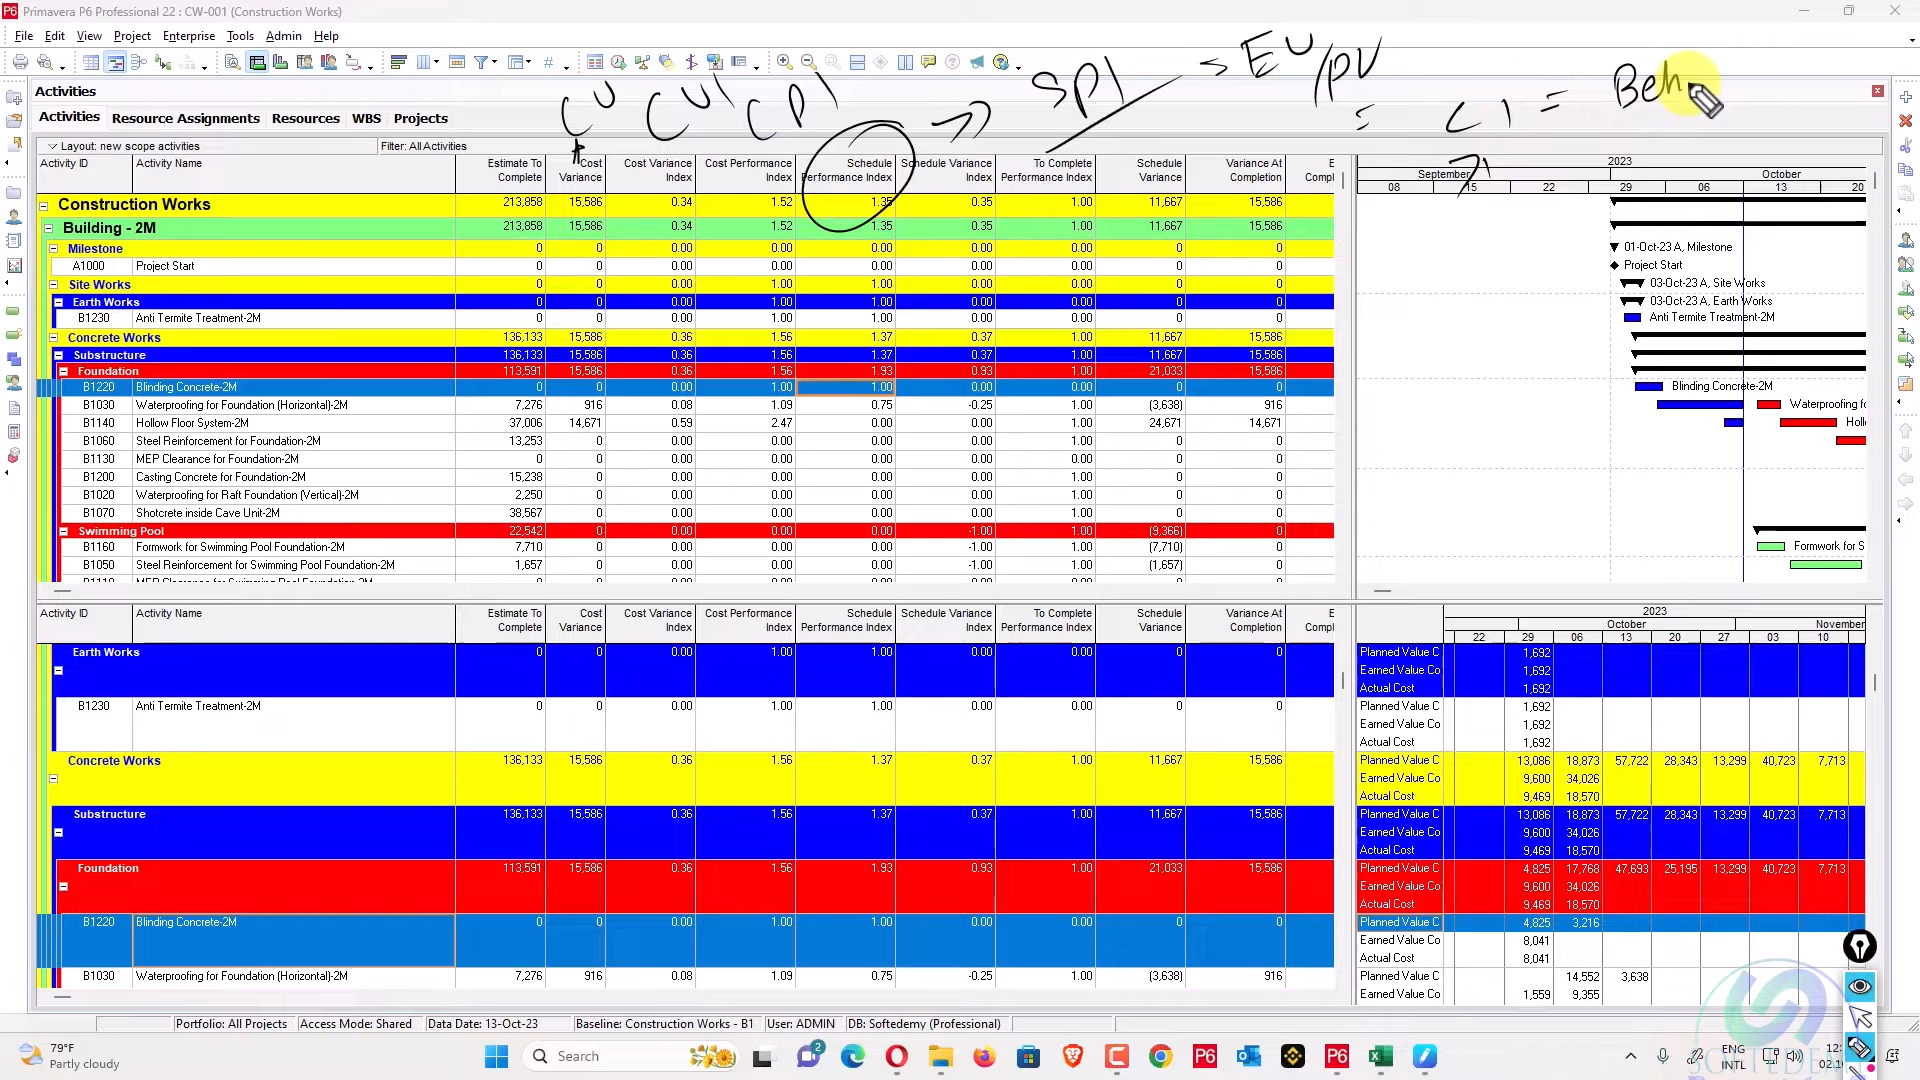 Primavera P6 Professional 22 : CW-001 (Construction Works)
File Edit View Project Enterprise Tools Admin Help
Activities
CV CVI CPI SPI = EV/PV
= <1 = Beh
Activities Resource Assignments Resources WBS Projects
Layout: new scope activities Filter: All Activities
Activity ID Activity Name Estimate To Complete Cost Variance Cost Variance Index Cost Performance Index Schedule Performance Index Schedule Variance Index To Complete Performance Index Schedule Variance Variance At Completion E Compl
2023
September October
08 15 22 29 06 13 20
Construction Works 213,858 15,586 0.34 1.52 1.35 0.35 1.00 11,667 15,586
Building - 2M 213,858 15,586 0.34 1.52 1.35 0.35 1.00 11,667 15,586
Milestone 0 0 0.00 0.00 0.00 0.00 0.00 0 0 01-Oct-23 A, Milestone
A1000 Project Start 0 0 0.00 0.00 0.00 0.00 0.00 0 0 Project Start
Site Works 0 0 0.00 1.00 1.00 0.00 0.00 0 0 03-Oct-23 A, Site Works
Earth Works 0 0 0.00 1.00 1.00 0.00 0.00 0 0 03-Oct-23 A, Earth Works
B1230 Anti Termite Treatment-2M 0 0 0.00 1.00 1.00 0.00 0.00 0 0 Anti Termite Treatment-2M
Concrete Works 136,133 15,586 0.36 1.56 1.37 0.37 1.00 11,667 15,586
Substructure 136,133 15,586 0.36 1.56 1.37 0.37 1.00 11,667 15,586
Foundation 113,591 15,586 0.36 1.56 1.93 0.93 1.00 21,033 15,586
B1220 Blinding Concrete-2M 0 0 0.00 1.00 1.00 0.00 0.00 0 0 Blinding Concrete-2M
B1030 Waterproofing for Foundation (Horizontal)-2M 7,276 916 0.08 1.09 0.75 -0.25 1.00 (3,638) 916 Waterproofing fo
B1140 Hollow Floor System-2M 37,006 14,671 0.59 2.47 0.00 0.00 1.00 24,671 14,671 Holl
B1060 Steel Reinforcement for Foundation-2M 13,253 0 0.00 0.00 0.00 0.00 1.00 0 0
B1130 MEP Clearance for Foundation-2M 0 0 0.00 0.00 0.00 0.00 0.00 0 0
B1200 Casting Concrete for Foundation-2M 15,238 0 0.00 0.00 0.00 0.00 1.00 0 0
B1020 Waterproofing for Raft Foundation (Vertical)-2M 2,250 0 0.00 0.00 0.00 0.00 1.00 0 0
B1070 Shotcrete inside Cave Unit-2M 38,567 0 0.00 0.00 0.00 0.00 1.00 0 0
Swimming Pool 22,542 0 0.00 0.00 0.00 -1.00 1.00 (9,366) 0
B1160 Formwork for Swimming Pool Foundation-2M 7,710 0 0.00 0.00 0.00 -1.00 1.00 (7,710) 0 Formwork for S
B1050 Steel Reinforcement for Swimming Pool Foundation-2M 1,657 0 0.00 0.00 0.00 -1.00 1.00 (1,657) 0
Activity ID Activity Name Estimate To Complete Cost Variance Cost Variance Index Cost Performance Index Schedule Performance Index Schedule Variance Index To Complete Performance Index Schedule Variance Variance At Completion E Compl
2023
October November
22 29 06 13 20 27 03 10
Earth Works 0 0 0.00 1.00 1.00 0.00 0.00 0 0 Planned Value C 1,692
Earned Value Co 1,692
Actual Cost 1,692
B1230 Anti Termite Treatment-2M 0 0 0.00 1.00 1.00 0.00 0.00 0 0 Planned Value C 1,692
Earned Value Co 1,692
Actual Cost 1,692
Concrete Works 136,133 15,586 0.36 1.56 1.37 0.37 1.00 11,667 15,586 Planned Value C 13,086 18,873 57,722 28,343 13,299 40,723 7,713
Earned Value Co 9,600 34,026
Actual Cost 9,469 18,570
Substructure 136,133 15,586 0.36 1.56 1.37 0.37 1.00 11,667 15,586 Planned Value C 13,086 18,873 57,722 28,343 13,299 40,723 7,713
Earned Value Co 9,600 34,026
Actual Cost 9,469 18,570
Foundation 113,591 15,586 0.36 1.56 1.93 0.93 1.00 21,033 15,586 Planned Value C 4,825 17,768 47,693 25,195 13,299 40,723 7,713
Earned Value Co 9,600 34,026
Actual Cost 9,469 18,570
B1220 Blinding Concrete-2M 0 0 0.00 1.00 1.00 0.00 0.00 0 0 Planned Value C 4,825 3,216
Earned Value Co 8,041
Actual Cost 8,041
B1030 Waterproofing for Foundation (Horizontal)-2M 7,276 916 0.08 1.09 0.75 -0.25 1.00 (3,638) 916 Planned Value C 14,552 3,638
Earned Value Co 1,559 9,355
Portfolio: All Projects Access Mode: Shared Data Date: 13-Oct-23 Baseline: Construction Works - B1 User: ADMIN DB: Softedemy (Professional)
79°F
Partly cloudy
Search
2
ENG
INTL